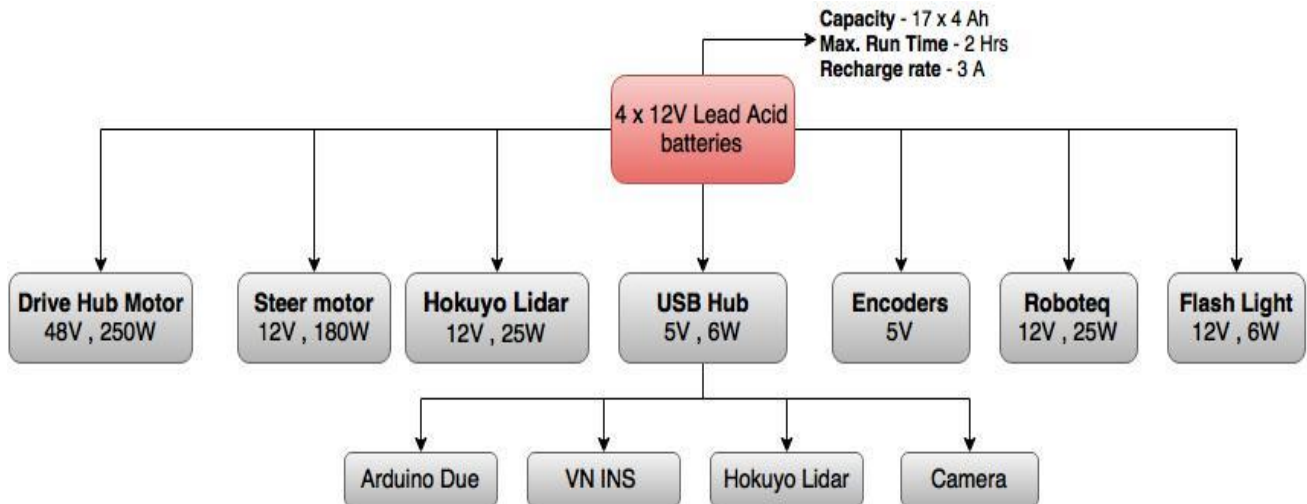 Capacity - 17 x 4 Ah
Max. Run Time - 2 Hrs
Recharge rate - 3 A
4 x 12V Lead Acid
batteries
Drive Hub Motor
48V , 250W
Steer motor
12V , 180W
Hokuyo Lidar
12V , 25W
USB Hub
5V , 6W
Encoders
5V
Roboteq
12V , 25W
Flash Light
12V , 6W
Arduino Due
VN INS
Hokuyo Lidar
Camera